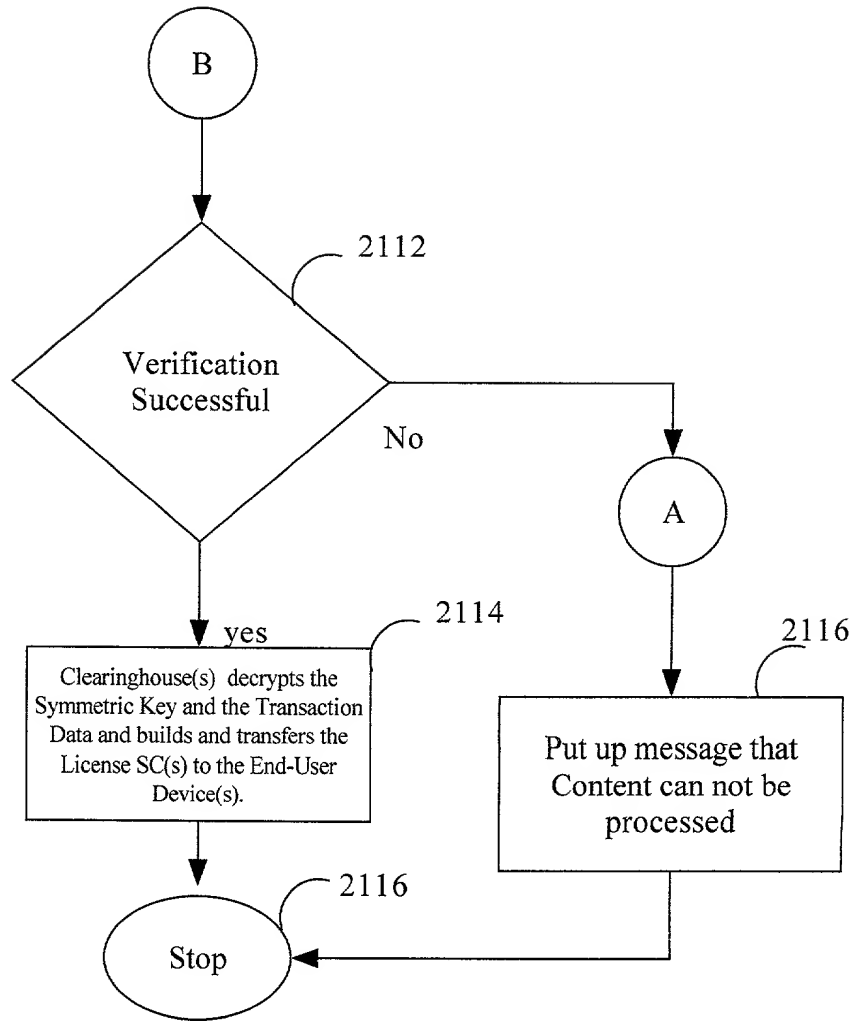 B
2112
Verification
Successful
No
A
yes
2114
Clearinghouse(s) decrypts the
Symmetric Key and the Transaction
Data and builds and transfers the
License SC(s) to the End-User
Device(s).
2116
Put up message that
Content can not be
processed
2116
Stop